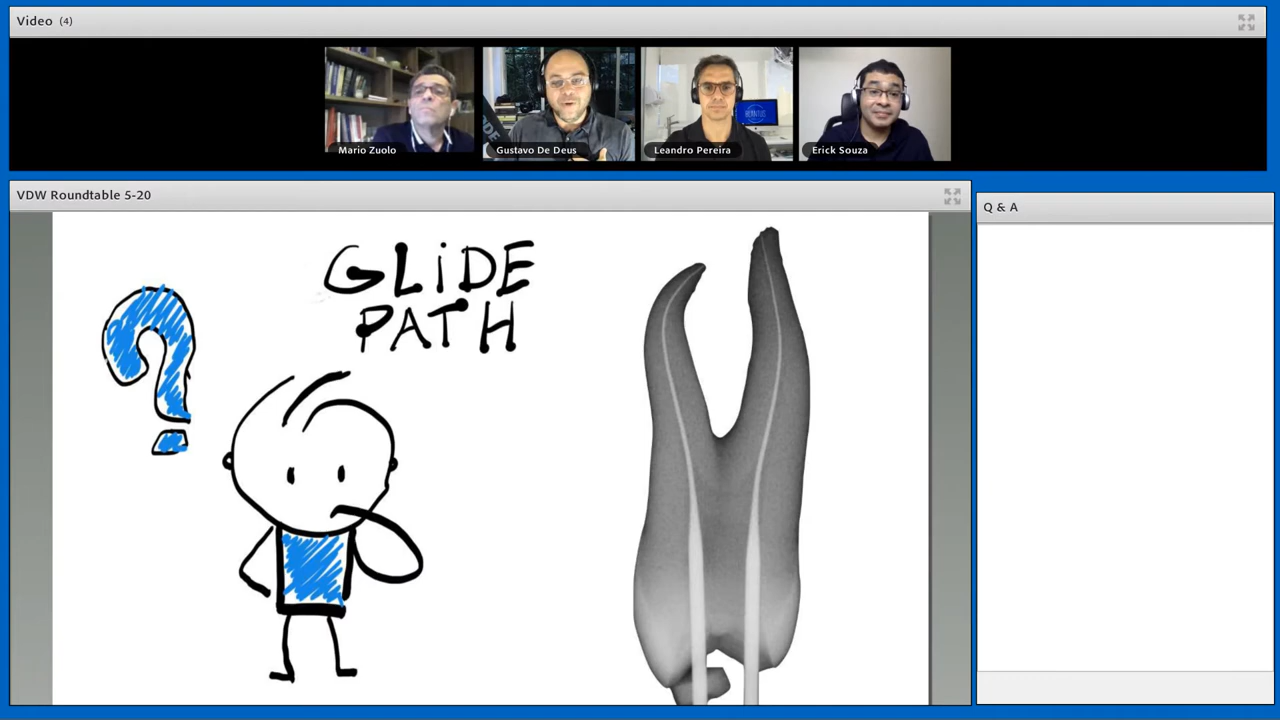 Video (4)
Mario Zuolo
Gustavo De Deus
Leandro Pereira
Erick Souza
VDW Roundtable 5-20
Q & A
GLiDE
PATH